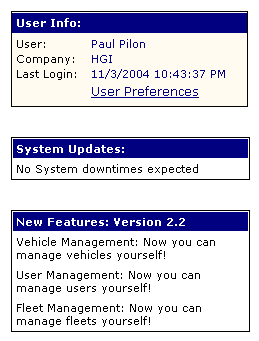 User Info:
User: Paul Pilon
Company: HGI
Last Login: 11/3/2004 10:43:37 PM
User Preferences
System Updates:
No System downtimes expected
New Features: Version 2.2
Vehicle Management: Now you can
manage vehicles yourself!
User Management: Now you can
manage users yourself!
Fleet Management: Now you can
manage fleets yourself!